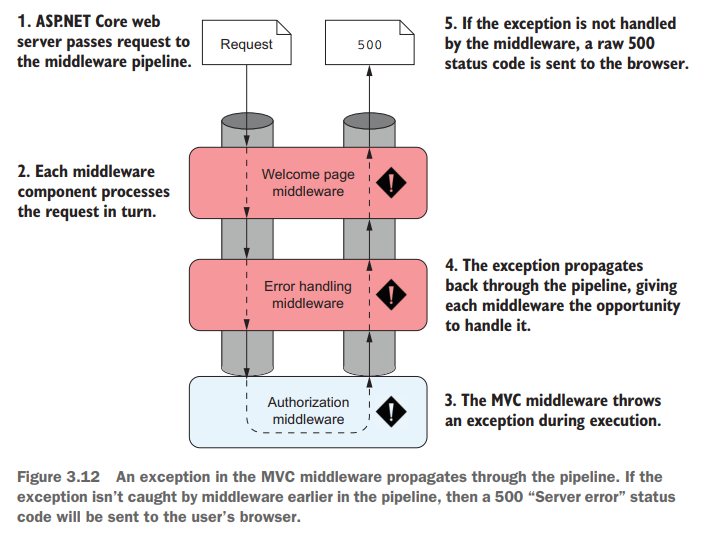 1. ASP.NET Core web
server passes request to
the middleware pipeline.
Request
500
5. If the exception is not handled
by the middleware, a raw 500
status code is sent to the browser.
2. Each middleware
component processes
the request in turn.
Welcome page
middleware
!
Error handling
middleware
!
4. The exception propagates
back through the pipeline, giving
each middleware the opportunity
to handle it.
Authorization
middleware
!
3. The MVC middleware throws
an exception during execution.
Figure 3.12 An exception in the MVC middleware propagates through the pipeline. If the
exception isn't caught by middleware earlier in the pipeline, then a 500 “Server error” status
code will be sent to the user's browser.